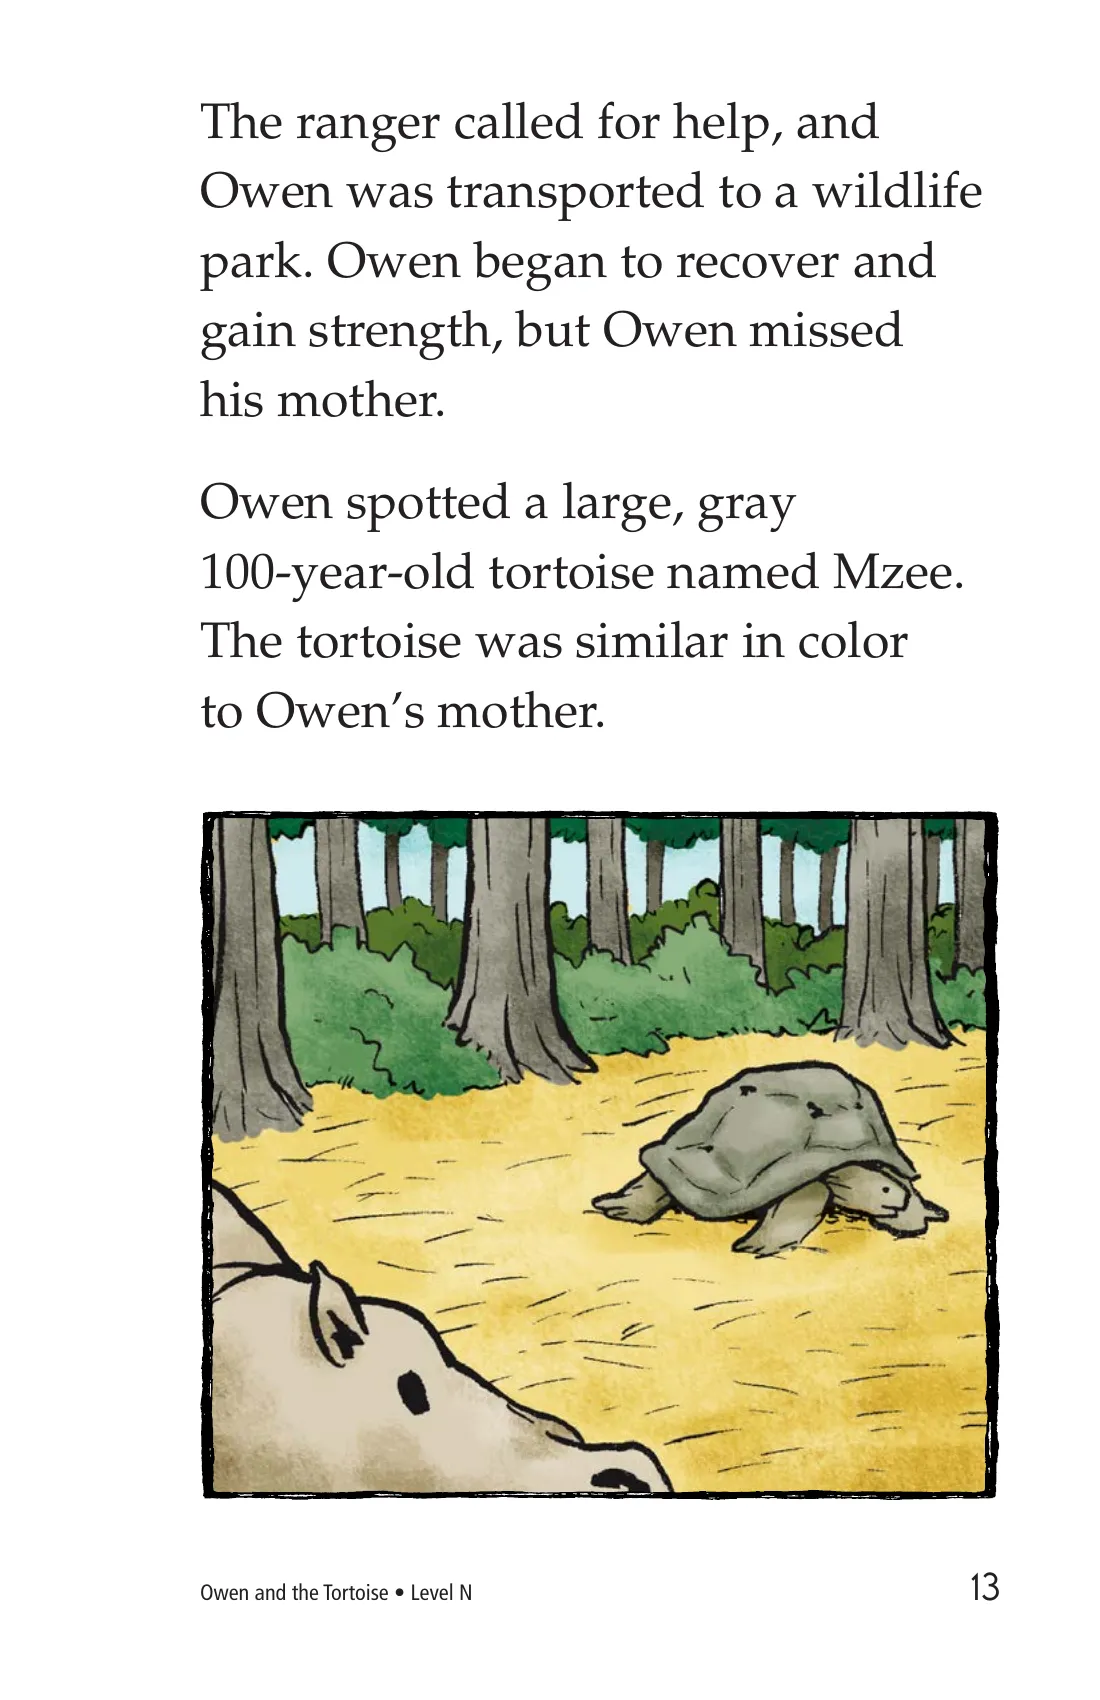 The ranger called for help, and
Owen was transported to a wildlife
park. Owen began to recover and
gain strength, but Owen missed
his mother.
Owen spotted a large, gray
100-year-old tortoise named Mzee.
The tortoise was similar in color
to Owen’s mother.
Owen and the Tortoise • Level N
13